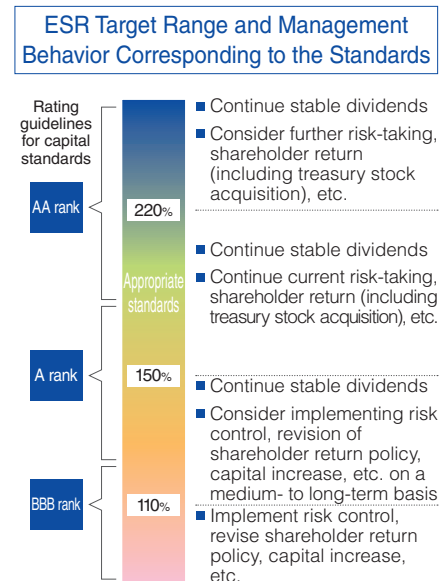 ESR Target Range and Management
Behavior Corresponding to the Standards
Rating
guidelines
for capital
standards
AA rank
A rank
BBB rank
220%
Appropriate
standards
150%
110%
■ Continue stable dividends
■ Consider further risk-taking,
shareholder return
(including treasury stock
acquisition), etc.
■ Continue stable dividends
■ Continue current risk-taking,
shareholder return (including
treasury stock acquisition), etc.
■ Continue stable dividends
■ Consider implementing risk
control, revision of
shareholder return policy,
capital increase, etc. on a
medium- to long-term basis
■ Implement risk control,
revise shareholder return
policy, capital increase,
etc.